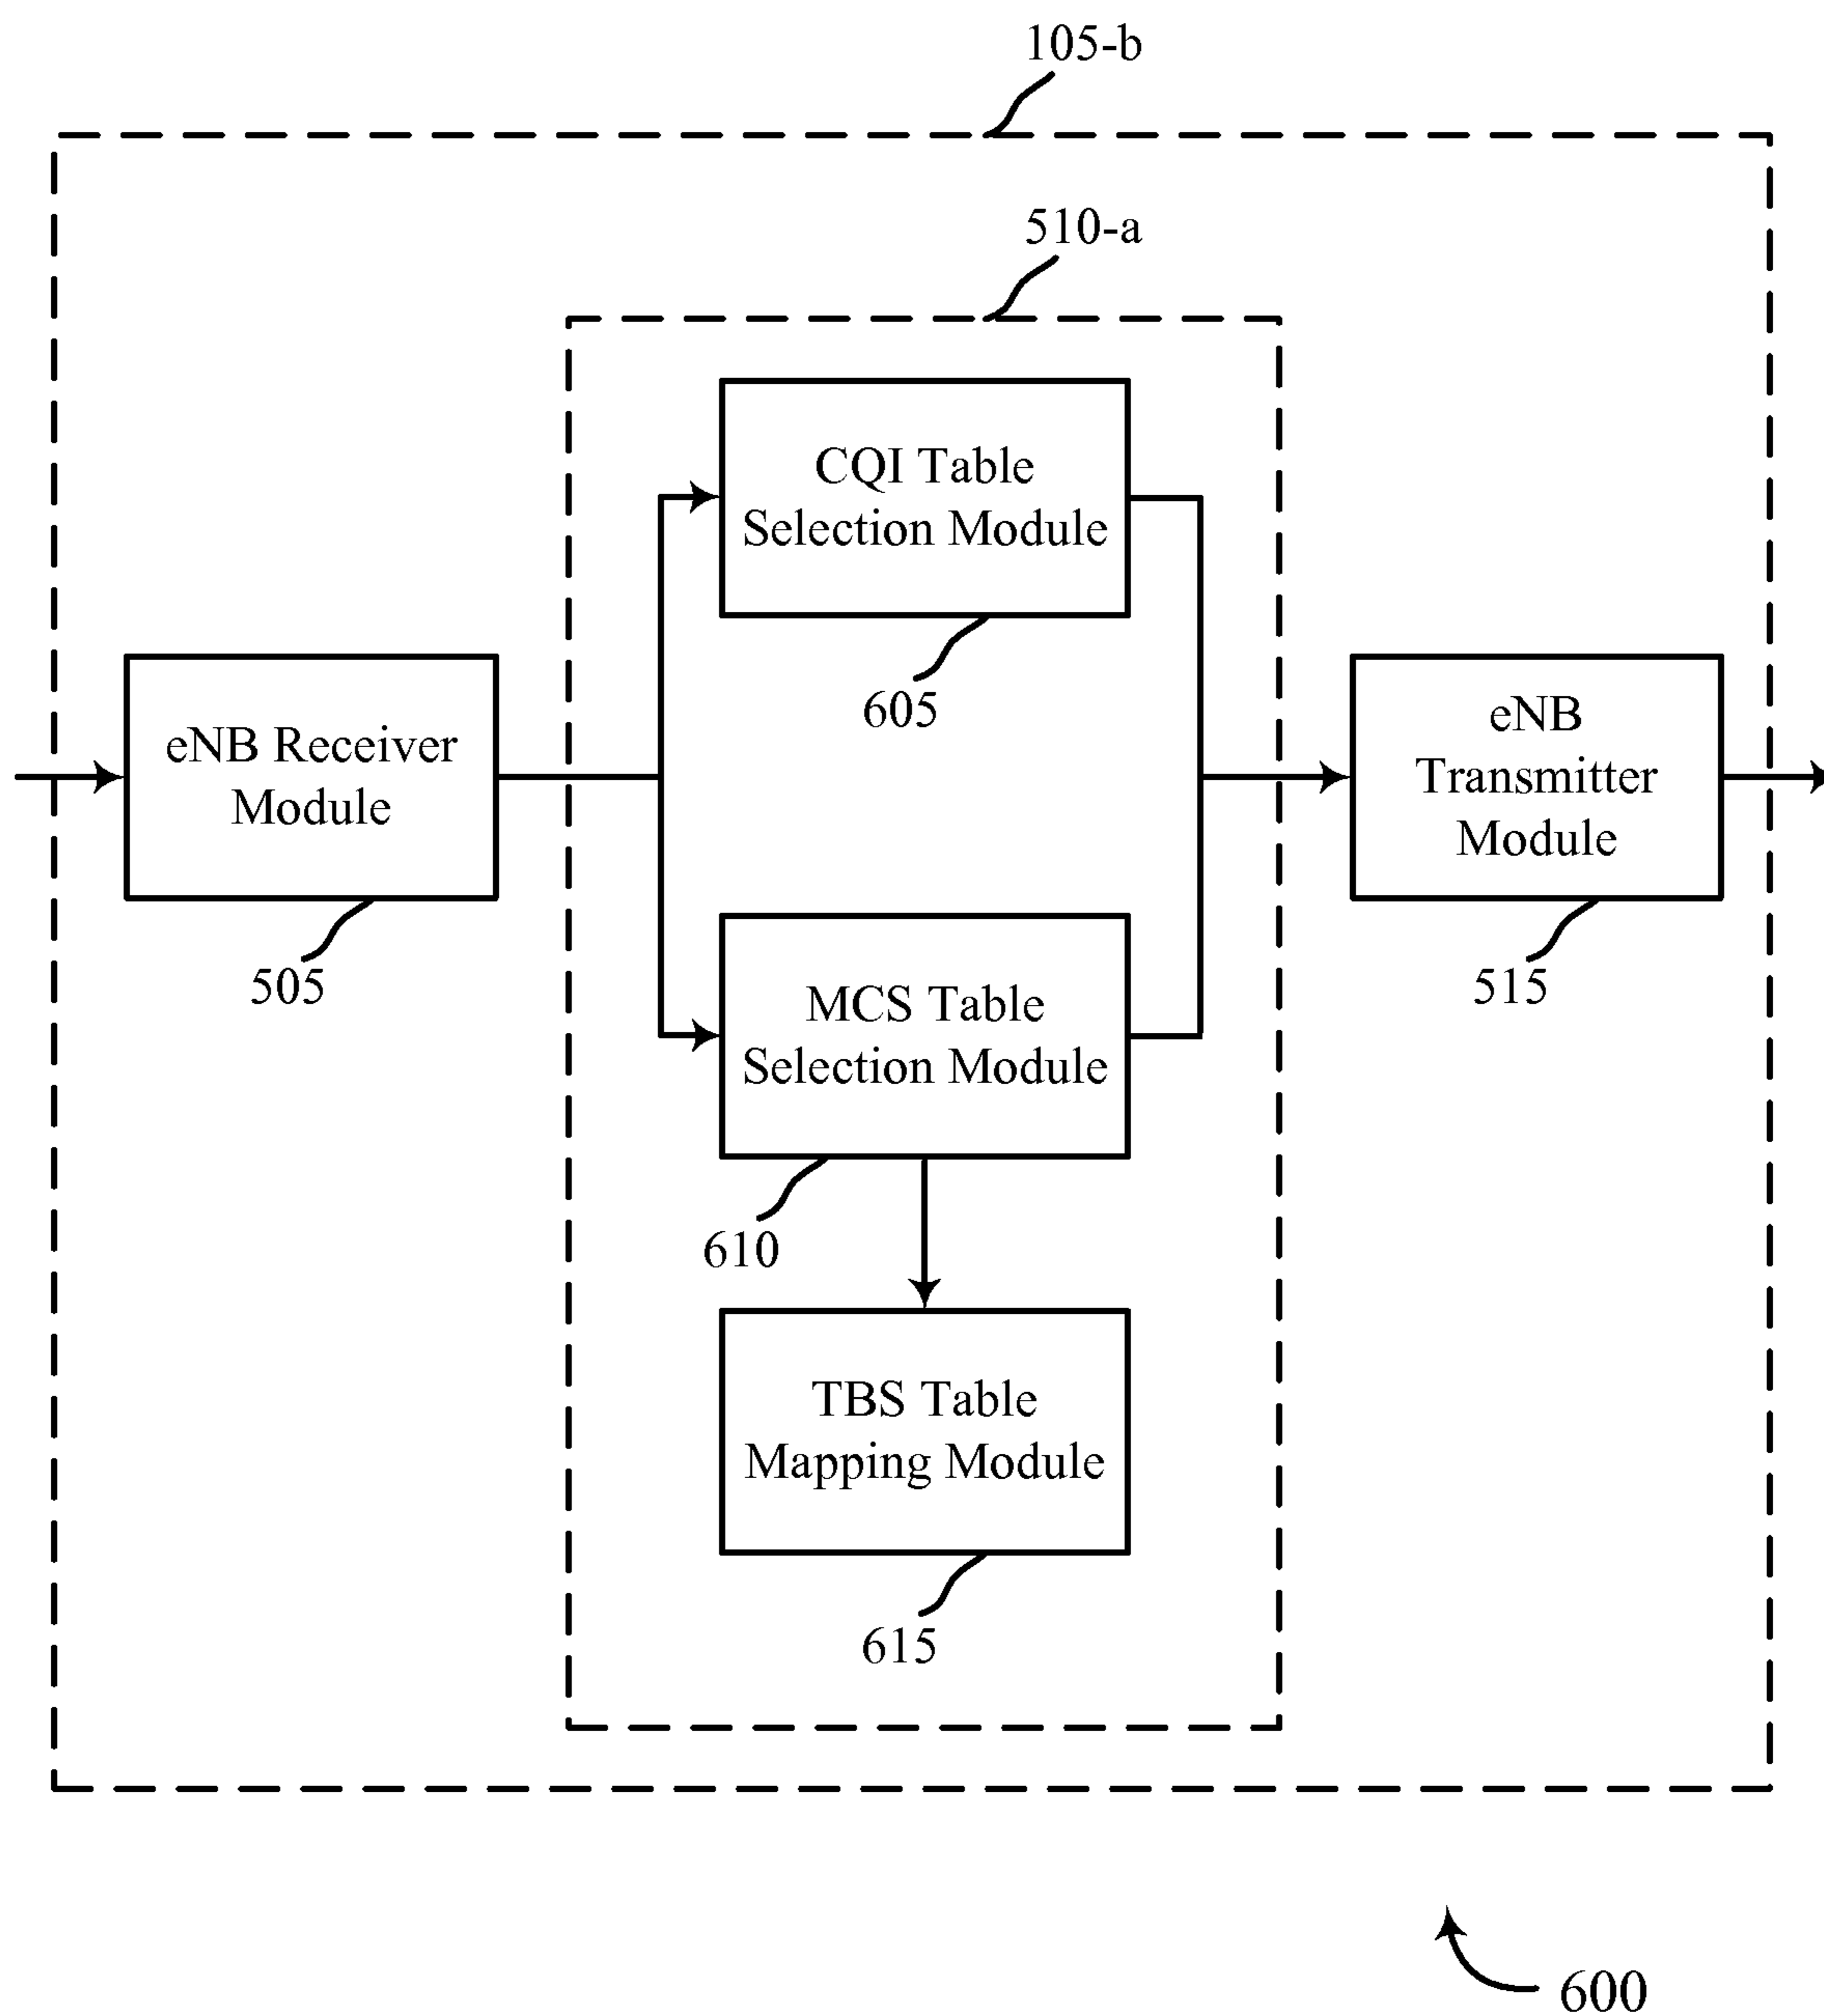 105-b
510-a
CQI Table
Selection Module
605
eNB Receiver
Module
505
eNB
Transmitter
Module
515
MCS Table
Selection Module
610
TBS Table
Mapping Module
615
600